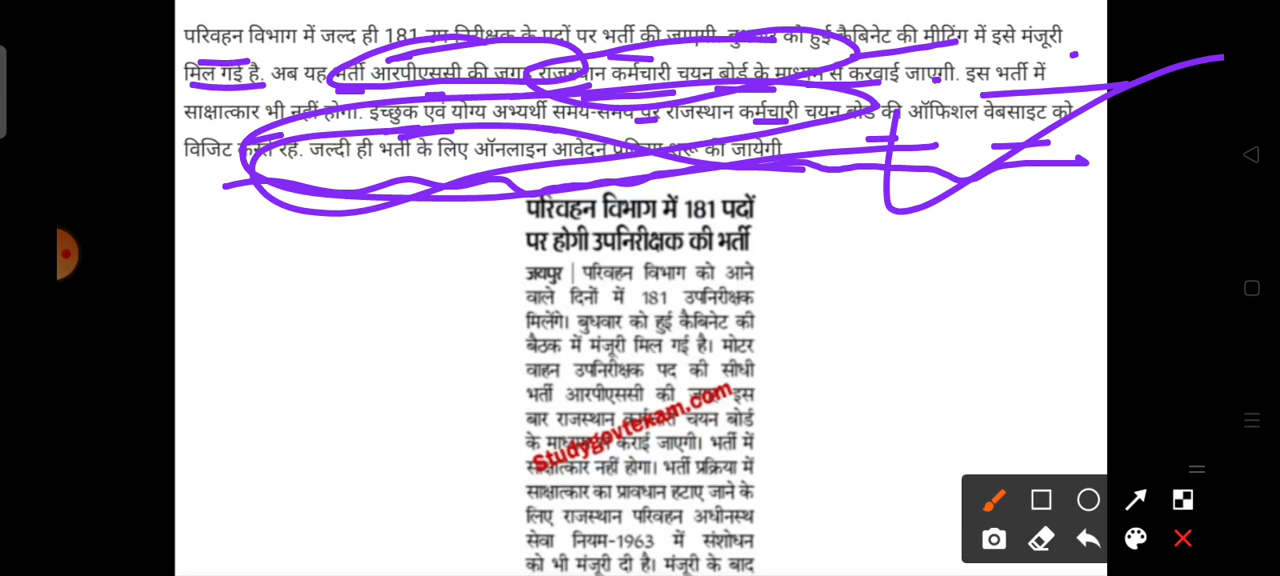 परिवहन विभाग में जल्द ही 181 उप निरीक्षक के पदों पर भर्ती की जाएगी. बुधवार को हुई कैबिनेट की मीटिंग में इसे मंजूरी
मिल गई है. अब यह भर्ती आरपीएससी की जगह राजस्थान कर्मचारी चयन बोर्ड के माध्यम से करवाई जाएगी. इस भर्ती में
साक्षात्कार भी नहीं होगा. इच्छुक एवं योग्य अभ्यर्थी समय-समय पर राजस्थान कर्मचारी चयन बोर्ड की ऑफिशल वेबसाइट को
विजिट करते रहे. जल्दी ही भर्ती के लिए ऑनलाइन आवेदन प्रक्रिया शुरू की जायेगी
परिवहन विभाग में 181 पदों
पर होगी उपनिरीक्षक की भर्ती
जयपुर | परिवहन विभाग को आने
वाले दिनों में 181 उपनिरीक्षक
मिलेंगे। बुधवार को हुई कैबिनेट की
बैठक में मंजूरी मिल गई है। मोटर
वाहन उपनिरीक्षक पद की सीधी
भर्ती आरपीएससी की जगह इस
बार राजस्थान कर्मचारी चयन बोर्ड
के माध्यम से कराई जाएगी। भर्ती में
साक्षात्कार नहीं होगा। भर्ती प्रक्रिया में
साक्षात्कार का प्रावधान हटाए जाने के
लिए राजस्थान परिवहन अधीनस्थ
सेवा नियम-1963 में संशोधन
को भी मंजूरी दी है। मंजूरी के बाद
Studygovtexam.com